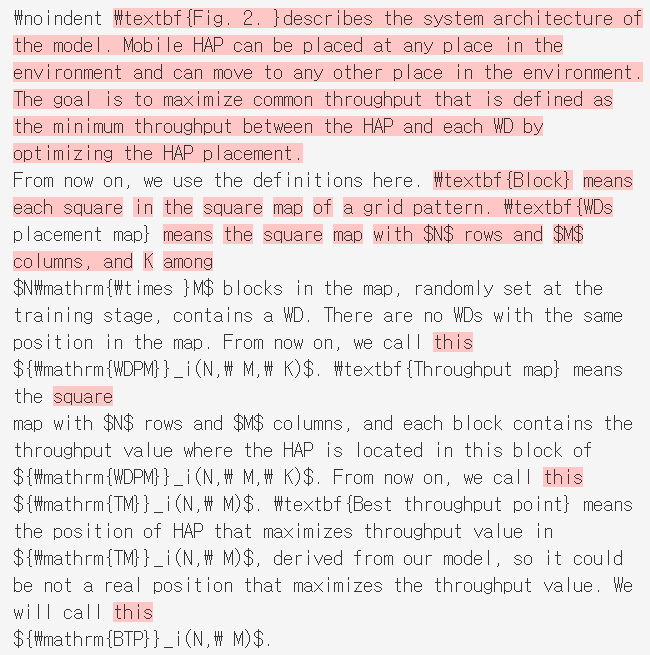 ₩noindent ₩textbf{Fig. 2. }describes the system architecture of
the model. Mobile HAP can be placed at any place in the
environment and can move to any other place in the environment.
The goal is to maximize common throughput that is defined as
the minimum throughput between the HAP and each WD by
optimizing the HAP placement.
From now on, we use the definitions here. ₩textbf{Block} means
each square in the square map of a grid pattern. ₩textbf{WDs
placement map} means the square map with $N$ rows and $M$
columns, and K among
$N₩mathrm{₩times }M$ blocks in the map, randomly set at the
training stage, contains a WD. There are no WDs with the same
position in the map. From now on, we call this
${₩mathrm{WDPM}}_i(N,₩ M,₩ K)$. ₩textbf{Throughput map} means
the square
map with $N$ rows and $M$ columns, and each block contains the
throughput value where the HAP is located in this block of
${₩mathrm{WDPM}}_i(N,₩ M,₩ K)$. From now on, we call this
${₩mathrm{TM}}_i(N,₩ M)$. ₩textbf{Best throughput point} means
the position of HAP that maximizes throughput value in
${₩mathrm{TM}}_i(N,₩ M)$, derived from our model, so it could
be not a real position that maximizes the throughput value. We
will call this
${₩mathrm{BTP}}_i(N,₩ M)$.